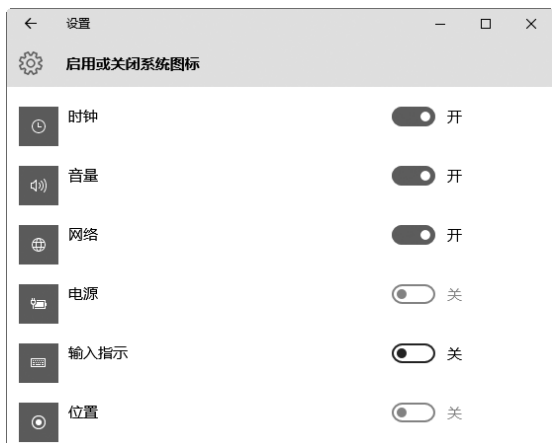 设置
启用或关闭系统图标
时钟 开
音量 开
网络 开
电源 关
输入指示 关
位置 关